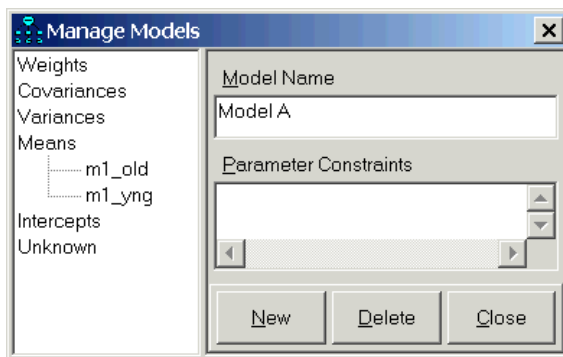 Manage Models
Weights
Covariances
Variances
Means
m1_old
m1_yng
Intercepts
Unknown
Model Name
Model A
Parameter Constraints
New
Delete
Close